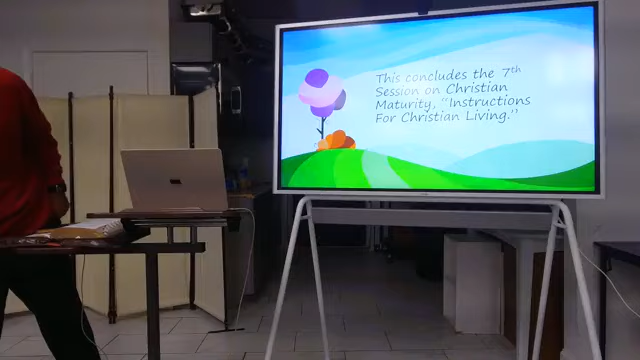 This concludes the 7th
Session on Christian
Maturity, "Instructions
For Christian Living."